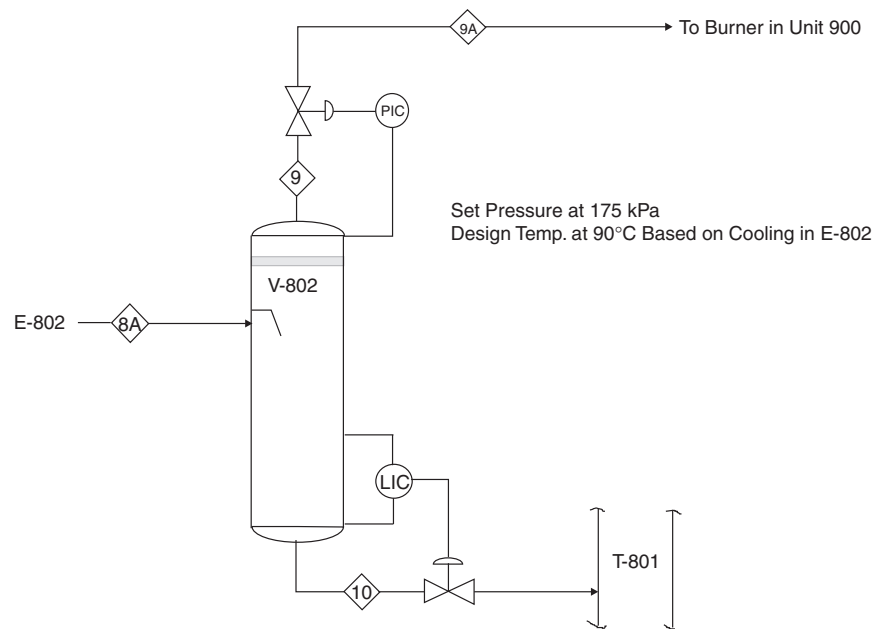 9A
To Burner in Unit 900
PIC
9
Set Pressure at 175 kPa
Design Temp. at 90°C Based on Cooling in E-802
V-802
E-802
8A
LIC
T-801
10